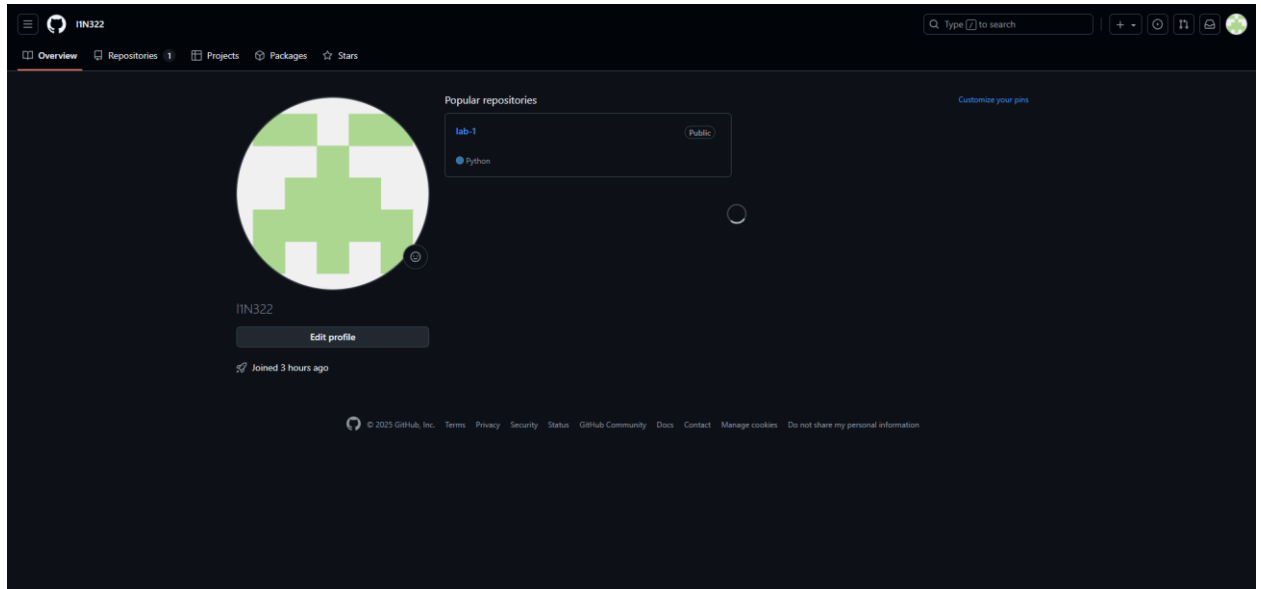 l1N322
Type / to search
Overview
Repositories 1
Projects
Packages
Stars
Popular repositories
Customize your pins
lab-1
Public
Python
l1N322
Edit profile
Joined 3 hours ago
© 2025 GitHub, Inc. Terms Privacy Security Status GitHub Community Docs Contact Manage cookies Do not share my personal information